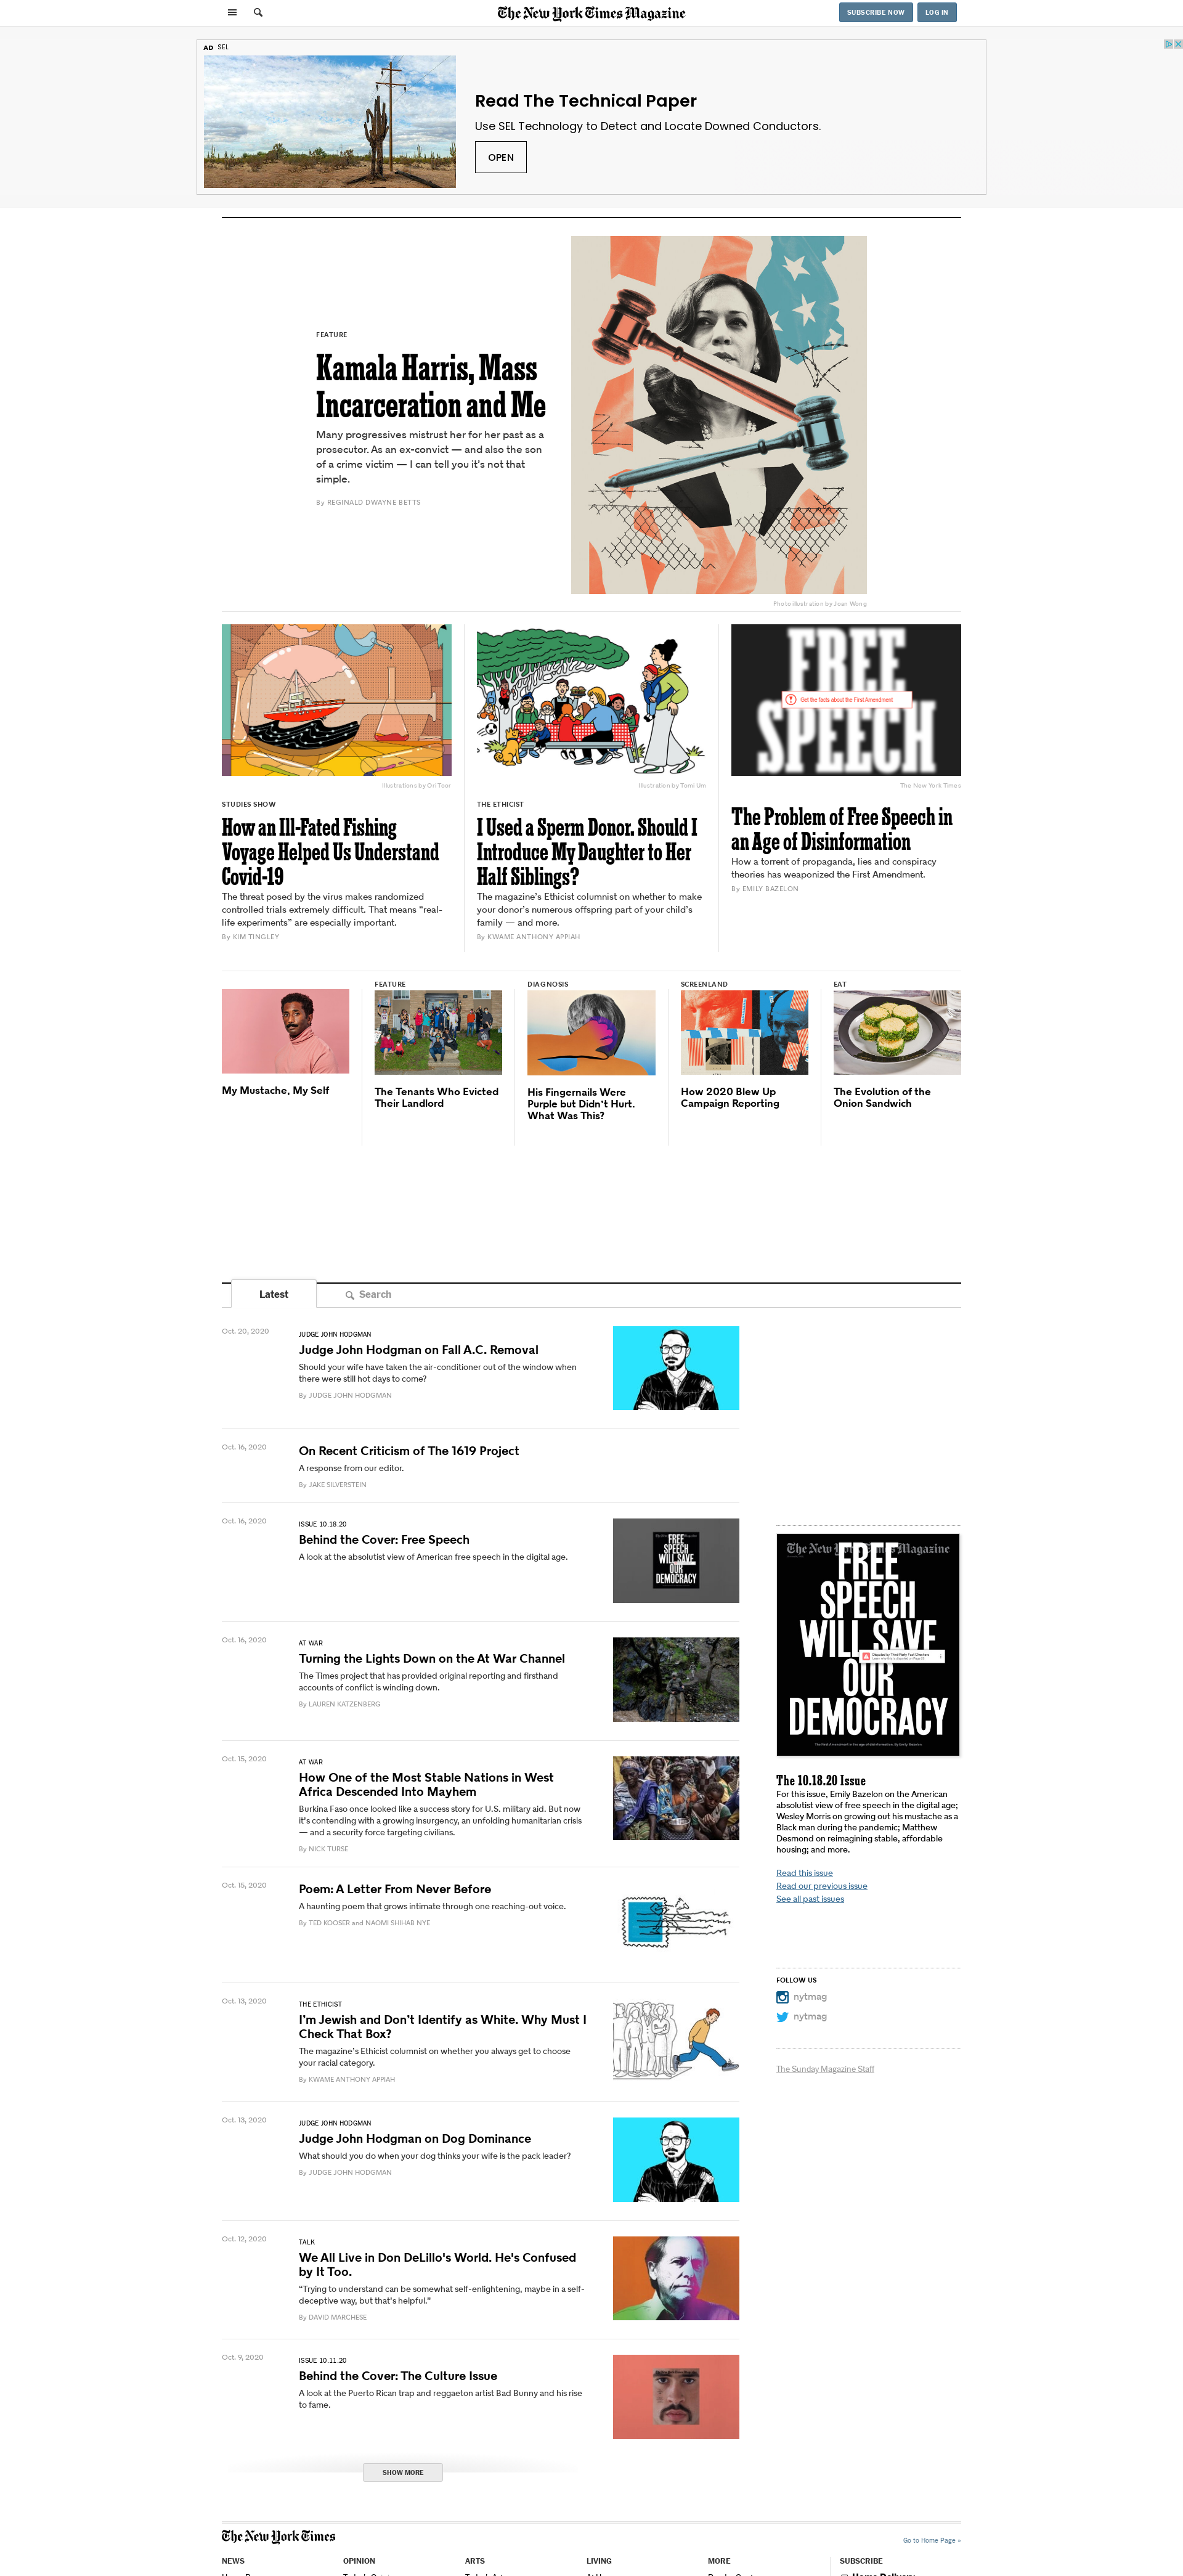 The New York Times Magazine
SUBSCRIBE NOW
LOG IN
AD SEL
Read The Technical Paper
Use SEL Technology to Detect and Locate Downed Conductors.
OPEN
FEATURE
Kamala Harris, Mass
Incarceration and Me
Many progressives mistrust her for her past as a
prosecutor. As an ex-convict — and also the son
of a crime victim — I can tell you it's not that
simple.
By REGINALD DWAYNE BETTS
Photo illustration by Joan Wong
Illustrations by Ori Toor
STUDIES SHOW
How an Ill-Fated Fishing
Voyage Helped Us Understand
Covid-19
The threat posed by the virus makes randomized
controlled trials extremely difficult. That means "real-
life experiments" are especially important.
By KIM TINGLEY
Illustration by Tomi Um
THE ETHICIST
I Used a Sperm Donor. Should I
Introduce My Daughter to Her
Half Siblings?
The magazine's Ethicist columnist on whether to make
your donor's numerous offspring part of your child's
family — and more.
By KWAME ANTHONY APPIAH
FREE
SPEECH
Get the facts about the First Amendment
The New York Times
The Problem of Free Speech in
an Age of Disinformation
How a torrent of propaganda, lies and conspiracy
theories has weaponized the First Amendment.
By EMILY BAZELON
My Mustache, My Self
FEATURE
The Tenants Who Evicted
Their Landlord
DIAGNOSIS
His Fingernails Were
Purple but Didn't Hurt.
What Was This?
SCREENLAND
How 2020 Blew Up
Campaign Reporting
EAT
The Evolution of the
Onion Sandwich
Latest
Search
Oct. 20, 2020
JUDGE JOHN HODGMAN
Judge John Hodgman on Fall A.C. Removal
Should your wife have taken the air-conditioner out of the window when
there were still hot days to come?
By JUDGE JOHN HODGMAN
Oct. 16, 2020
On Recent Criticism of The 1619 Project
A response from our editor.
By JAKE SILVERSTEIN
Oct. 16, 2020
ISSUE 10.18.20
Behind the Cover: Free Speech
A look at the absolutist view of American free speech in the digital age.
FREE
SPEECH
WILL SAVE
OUR
DEMOCRACY
Oct. 16, 2020
AT WAR
Turning the Lights Down on the At War Channel
The Times project that has provided original reporting and firsthand
accounts of conflict is winding down.
By LAUREN KATZENBERG
Oct. 15, 2020
AT WAR
How One of the Most Stable Nations in West
Africa Descended Into Mayhem
Burkina Faso once looked like a success story for U.S. military aid. But now
it's contending with a growing insurgency, an unfolding humanitarian crisis
— and a security force targeting civilians.
By NICK TURSE
Oct. 15, 2020
Poem: A Letter From Never Before
A haunting poem that grows intimate through one reaching-out voice.
By TED KOOSER and NAOMI SHIHAB NYE
Oct. 13, 2020
THE ETHICIST
I'm Jewish and Don't Identify as White. Why Must I
Check That Box?
The magazine's Ethicist columnist on whether you always get to choose
your racial category.
By KWAME ANTHONY APPIAH
Oct. 13, 2020
JUDGE JOHN HODGMAN
Judge John Hodgman on Dog Dominance
What should you do when your dog thinks your wife is the pack leader?
By JUDGE JOHN HODGMAN
Oct. 12, 2020
TALK
We All Live in Don DeLillo's World. He's Confused
by It Too.
"Trying to understand can be somewhat self-enlightening, maybe in a self-
deceptive way, but that's helpful."
By DAVID MARCHESE
Oct. 9, 2020
ISSUE 10.11.20
Behind the Cover: The Culture Issue
A look at the Puerto Rican trap and reggaeton artist Bad Bunny and his rise
to fame.
SHOW MORE
The New York Times Magazine
FREE
SPEECH
WILL SAVE
OUR
DEMOCRACY
The 10.18.20 Issue
For this issue, Emily Bazelon on the American
absolutist view of free speech in the digital age;
Wesley Morris on growing out his mustache as a
Black man during the pandemic; Matthew
Desmond on reimagining stable, affordable
housing; and more.
Read this issue
Read our previous issue
See all past issues
FOLLOW US
nytmag
nytmag
The Sunday Magazine Staff
The New York Times
Go to Home Page »
NEWS
OPINION
ARTS
LIVING
MORE
SUBSCRIBE